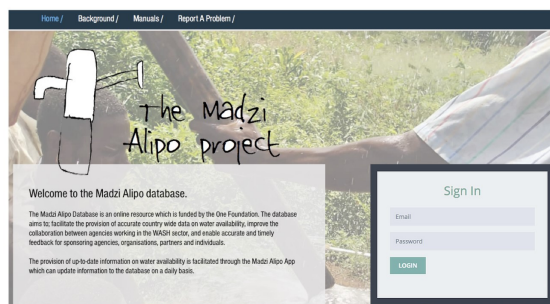 Home / Background / Manuals / Report A Problem /
The Madzi
Alipo project
Welcome to the Madzi Alipo database.
The Madzi Alipo Database is an online resource which is funded by the One Foundation. The database
aims to; facilitate the provision of accurate country wide data on water availability, improve the
collaboration between agencies working in the WASH sector, and enable accurate and timely
feedback for sponsoring agencies, organisations, partners and individuals.
The provision of up-to-date information on water availability is facilitated through the Madzi Alipo App
which can update information to the database on a daily basis.
Sign In
Email
Password
LOGIN